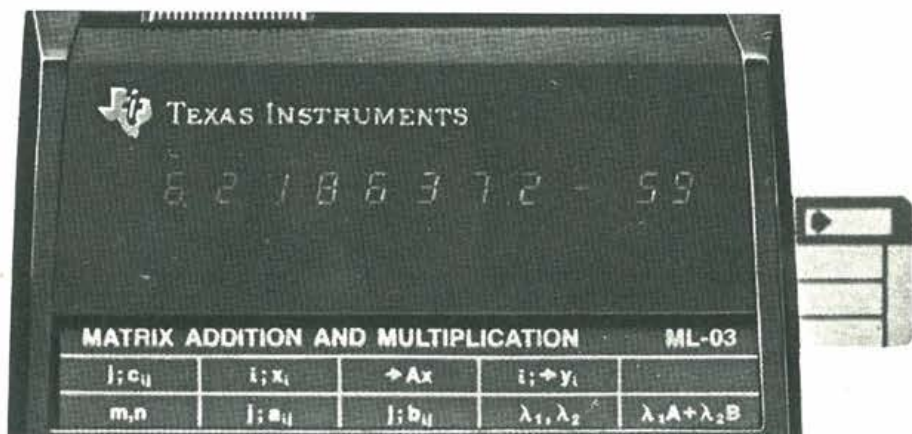 TEXAS INSTRUMENTS
6.2186372- 59
MATRIX ADDITION AND MULTIPLICATION ML-03
j;cᵢⱼ i;xᵢ →Ax i;→yᵢ
m,n j;aᵢⱼ j;bᵢⱼ λ₁,λ₂ λ₁A+λ₂B